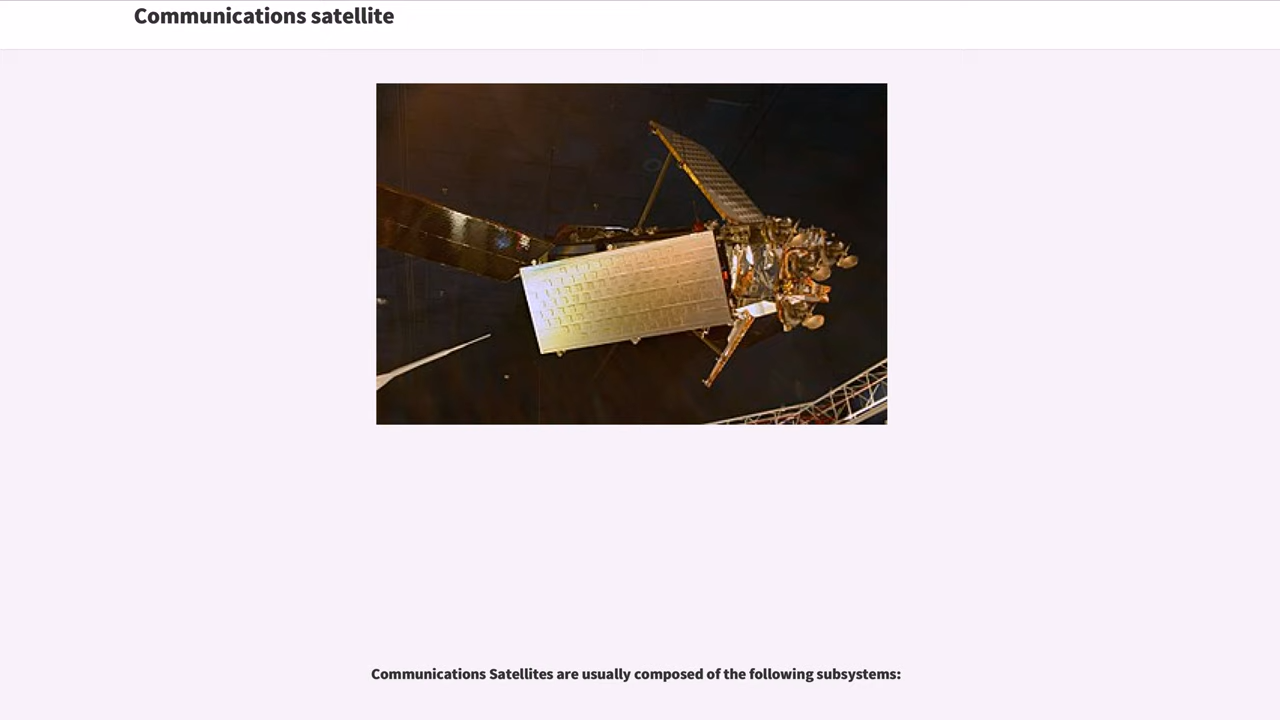 Communications satellite
Communications Satellites are usually composed of the following subsystems: